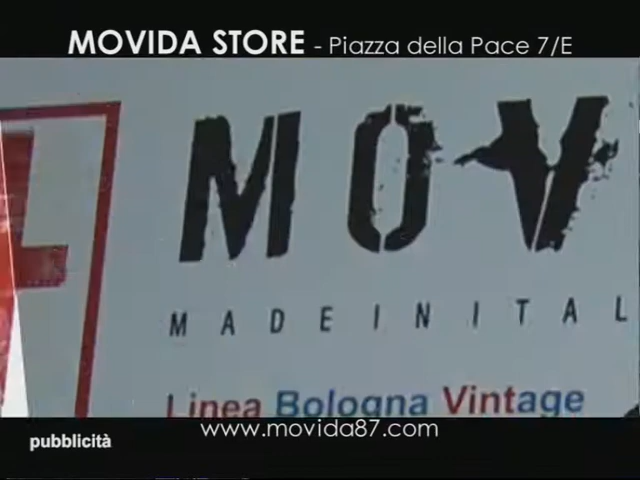 MOVIDA STORE - Piazza della Pace 7/E
MOV
MADEINITAL
Linea Bologna Vintage
www.movida87.com
pubblicità